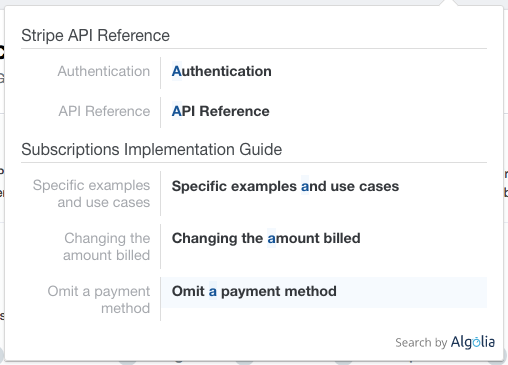 Stripe API Reference
Authentication Authentication
API Reference API Reference
Subscriptions Implementation Guide
Specific examples and use cases Specific examples and use cases
Changing the amount billed Changing the amount billed
Omit a payment method Omit a payment method
Search by Algolia